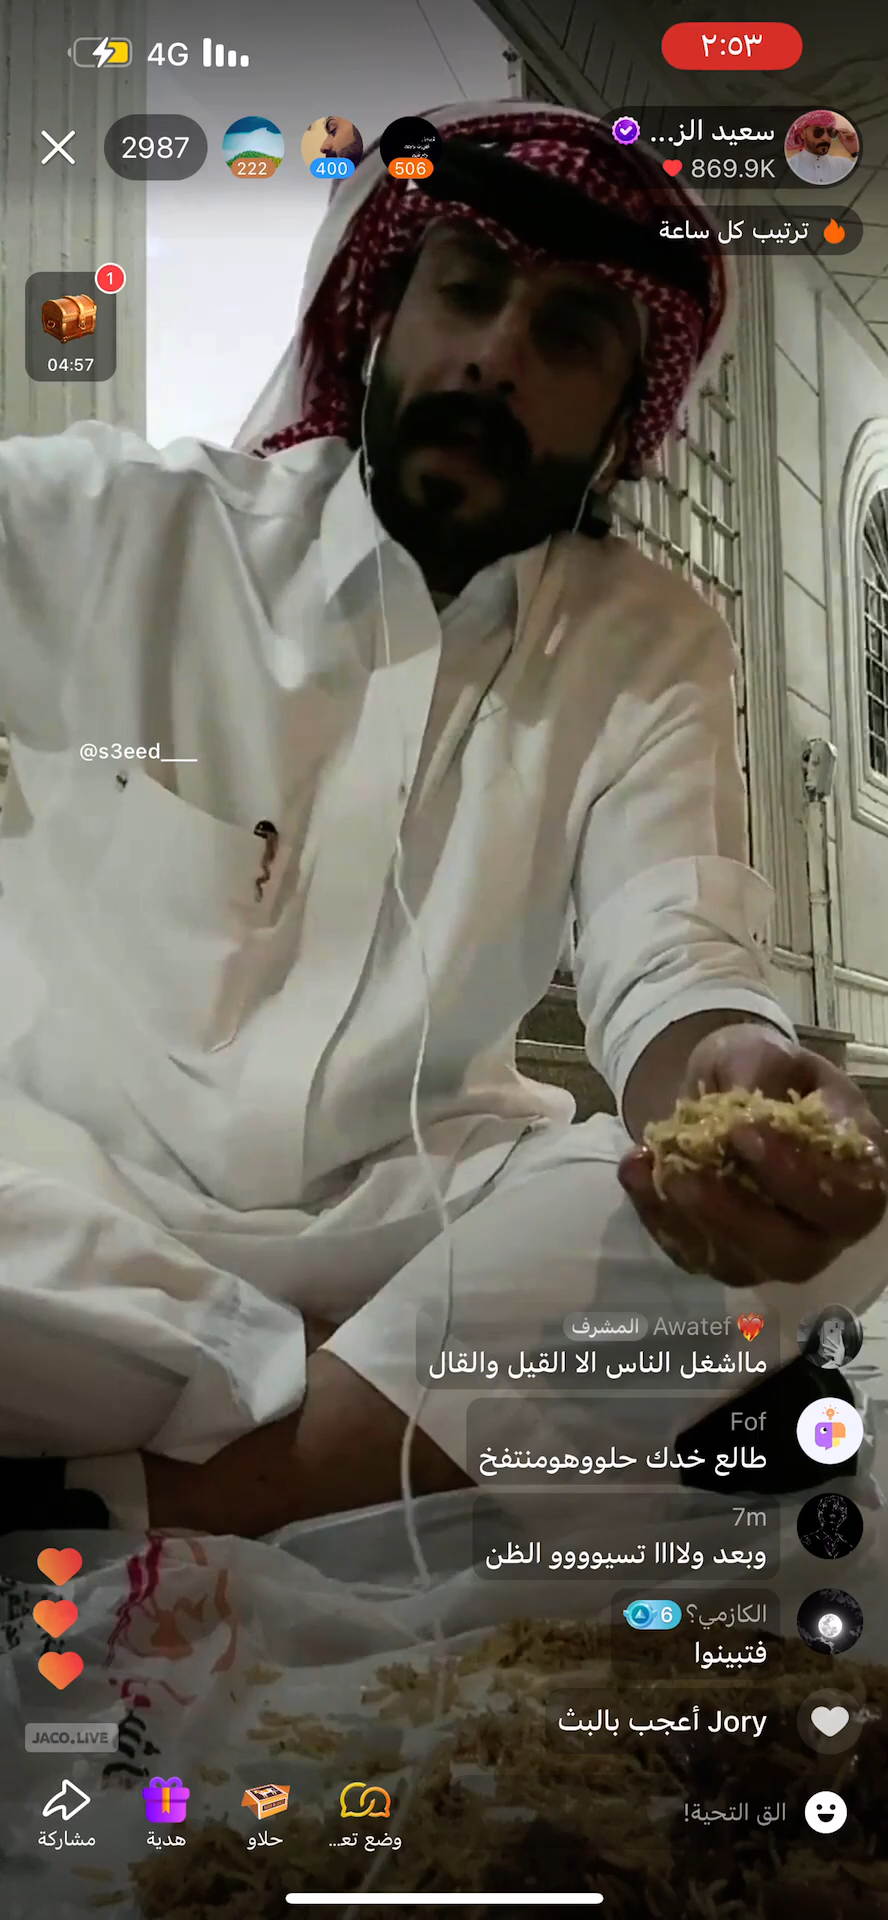 4G
٢:٥٣
2987
222
400
506
سعيد الز...
869.9K
ترتيب كل ساعة
1
04:57
@s3eed___
Awatef❤️‍🔥 المشرف
مااشغل الناس الا القيل والقال
Fof
طالع خدك حلووهومنتفخ
7m
وبعد ولاااا تسيوووو الظن
الكازمي؟ 6
فتبينوا
Jory أعجب بالبث
JACO.LIVE
الق التحية!
وضع تعـ...
حلاو
هدية
مشاركة